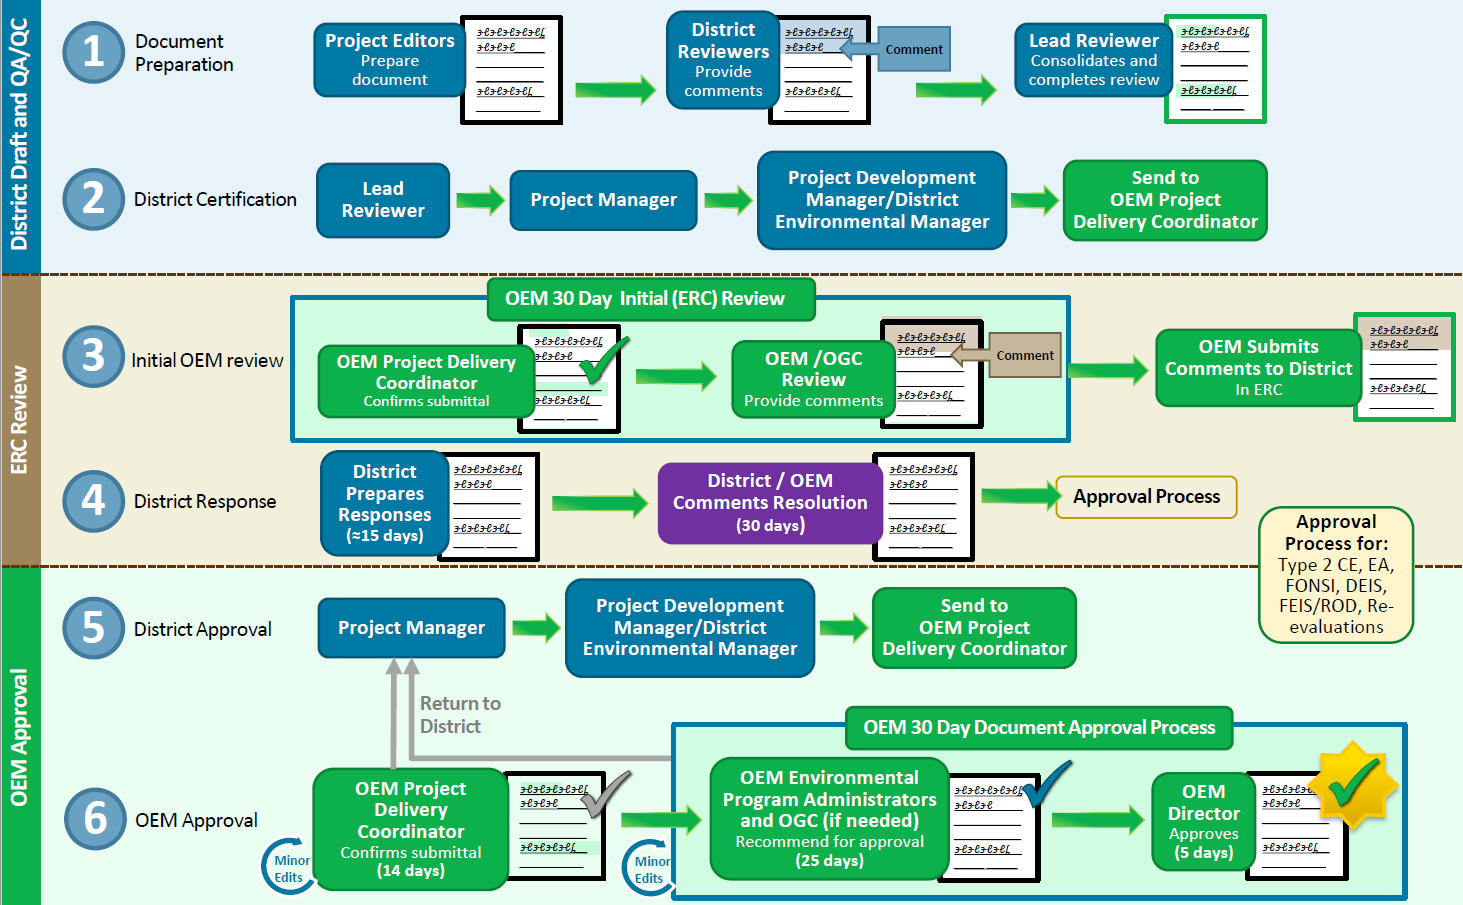 District Draft and QA/QC
1
Document
Preparation
Project Editors
Prepare
document
District
Reviewers
Provide
comments
Comment
Lead Reviewer
Consolidates and
completes review
2
District Certification
Lead
Reviewer
Project Manager
Project Development
Manager/District
Environmental Manager
Send to
OEM Project
Delivery Coordinator
ERC Review
OEM 30 Day Initial (ERC) Review
3
Initial OEM review
OEM Project Delivery
Coordinator
Confirms submittal
OEM /OGC
Review
Provide comments
Comment
OEM Submits
Comments to District
In ERC
4
District Response
District
Prepares
Responses
(≈15 days)
District / OEM
Comments Resolution
(30 days)
Approval Process
Approval
Process for:
Type 2 CE, EA,
FONSI, DEIS,
FEIS/ROD, Re-
evaluations
OEM Approval
5
District Approval
Project Manager
Project Development
Manager/District
Environmental Manager
Send to
OEM Project
Delivery Coordinator
Return to
District
OEM 30 Day Document Approval Process
6
OEM Approval
Minor
Edits
OEM Project
Delivery
Coordinator
Confirms submittal
(14 days)
Minor
Edits
OEM Environmental
Program Administrators
and OGC (if needed)
Recommend for approval
(25 days)
OEM
Director
Approves
(5 days)